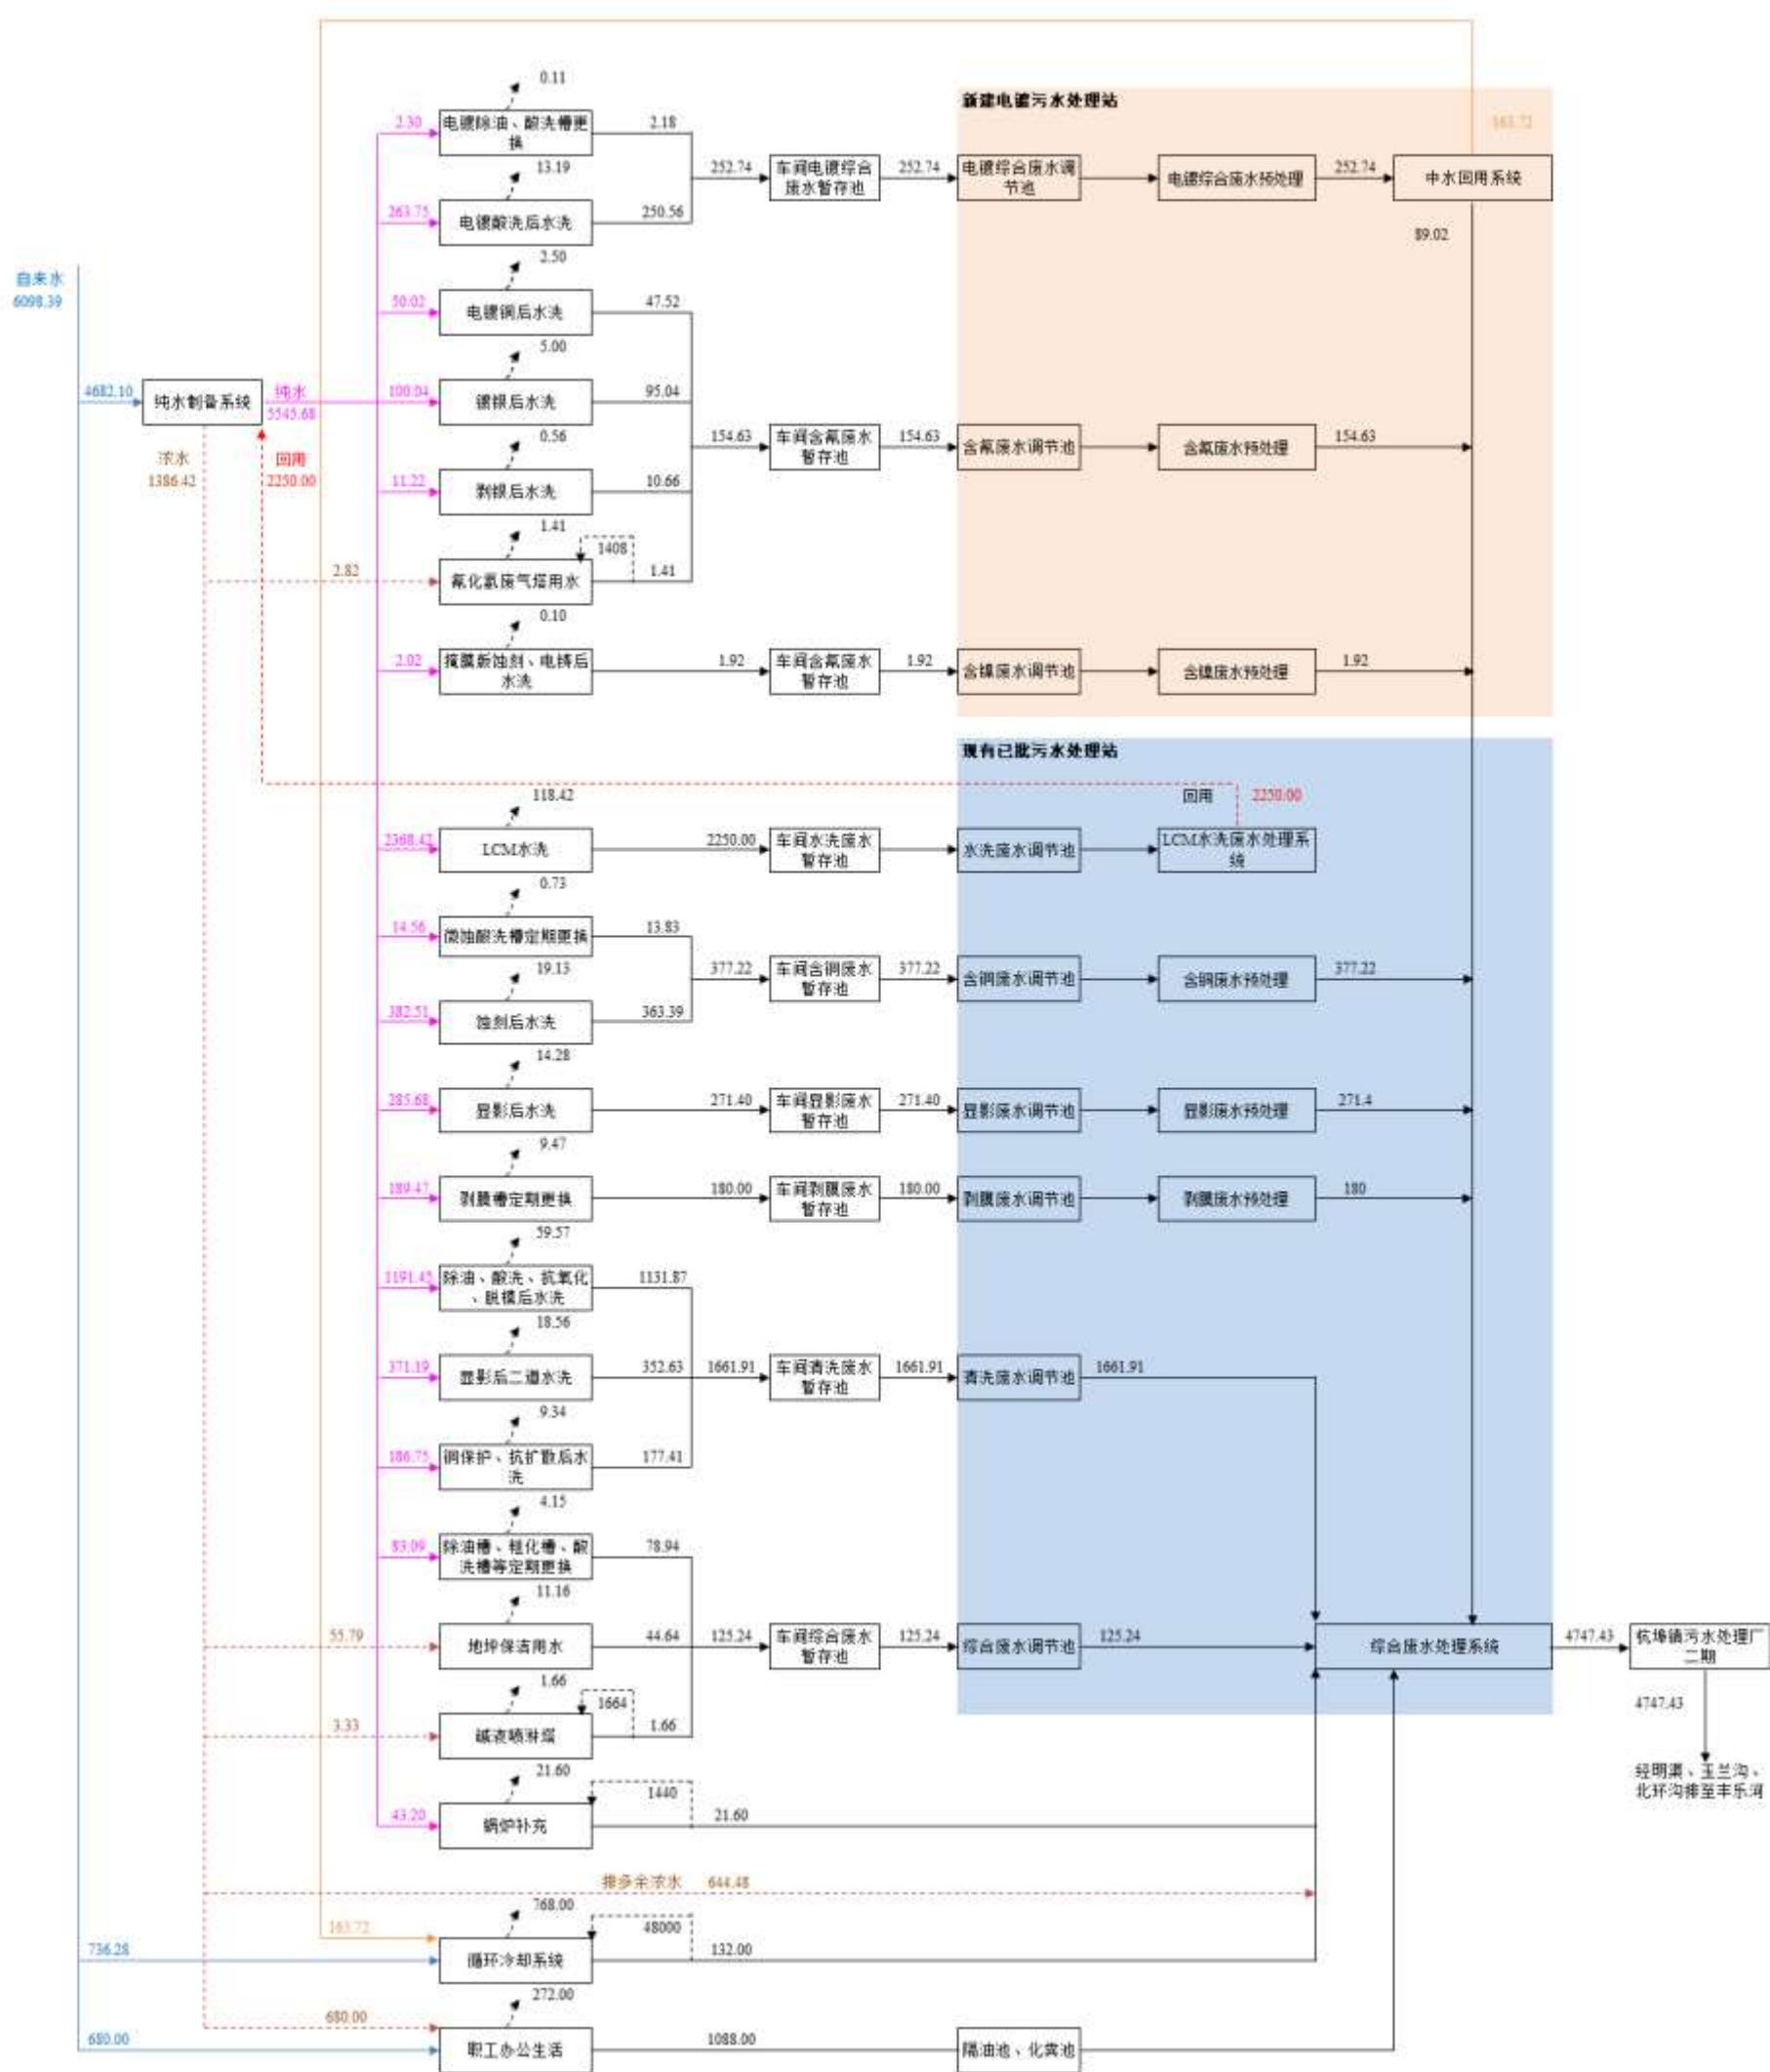 0.11
新建电镀污水处理站
2.30
电镀除油、酸洗槽更
换
2.18
163.72
13.19
252.74
车间电镀综合
废水暂存池
252.74
电镀综合废水调
节池
电镀综合废水预处理
252.74
中水回用系统
263.75
电镀酸洗后水洗
250.56
89.02
2.50
自来水
6098.39
50.02
电镀铜后水洗
47.52
5.00
4682.10
纯水制备系统
纯水
5545.68
100.04
镀银后水洗
95.04
0.56
154.63
车间含氰废水
暂存池
154.63
含氰废水调节池
含氰废水预处理
154.63
浓水
1386.42
回用
2250.00
11.22
剥银后水洗
10.66
1.41
1408
2.82
氰化氢废气塔用水
1.41
0.10
2.02
掩膜版蚀刻、电铸后
水洗
1.92
车间含氰废水
暂存池
1.92
含镍废水调节池
含镍废水预处理
1.92
现有已批污水处理站
118.42
回用
2250.00
2368.42
LCM水洗
2250.00
车间水洗废水
暂存池
水洗废水调节池
LCM水洗废水处理系
统
0.73
14.56
微蚀酸洗槽定期更换
13.83
19.13
377.22
车间含铜废水
暂存池
377.22
含铜废水调节池
含铜废水预处理
377.22
382.51
蚀刻后水洗
363.39
14.28
285.68
显影后水洗
271.40
车间显影废水
暂存池
271.40
显影废水调节池
显影废水预处理
271.4
9.47
189.47
剥膜槽定期更换
180.00
车间剥膜废水
暂存池
180.00
剥膜废水调节池
剥膜废水预处理
180
59.57
1191.45
除油、酸洗、抗氧化
、脱模后水洗
1131.87
18.56
371.19
显影后二道水洗
352.63
1661.91
车间清洗废水
暂存池
1661.91
清洗废水调节池
1661.91
9.34
186.75
铜保护、抗扩散后水
洗
177.41
4.15
83.09
除油槽、粗化槽、酸
洗槽等定期更换
78.94
11.16
55.79
地坪保洁用水
44.64
125.24
车间综合废水
暂存池
125.24
综合废水调节池
125.24
综合废水处理系统
4747.43
杭埠镇污水处理厂
二期
1.66
1664
4747.43
3.33
碱液喷淋塔
1.66
21.60
1440
经明渠、玉兰沟、
北环沟排至丰乐河
43.20
锅炉补充
21.60
排多余浓水
644.48
768.00
163.72
48000
736.28
循环冷却系统
132.00
272.00
680.00
680.00
职工办公生活
1088.00
隔油池、化粪池